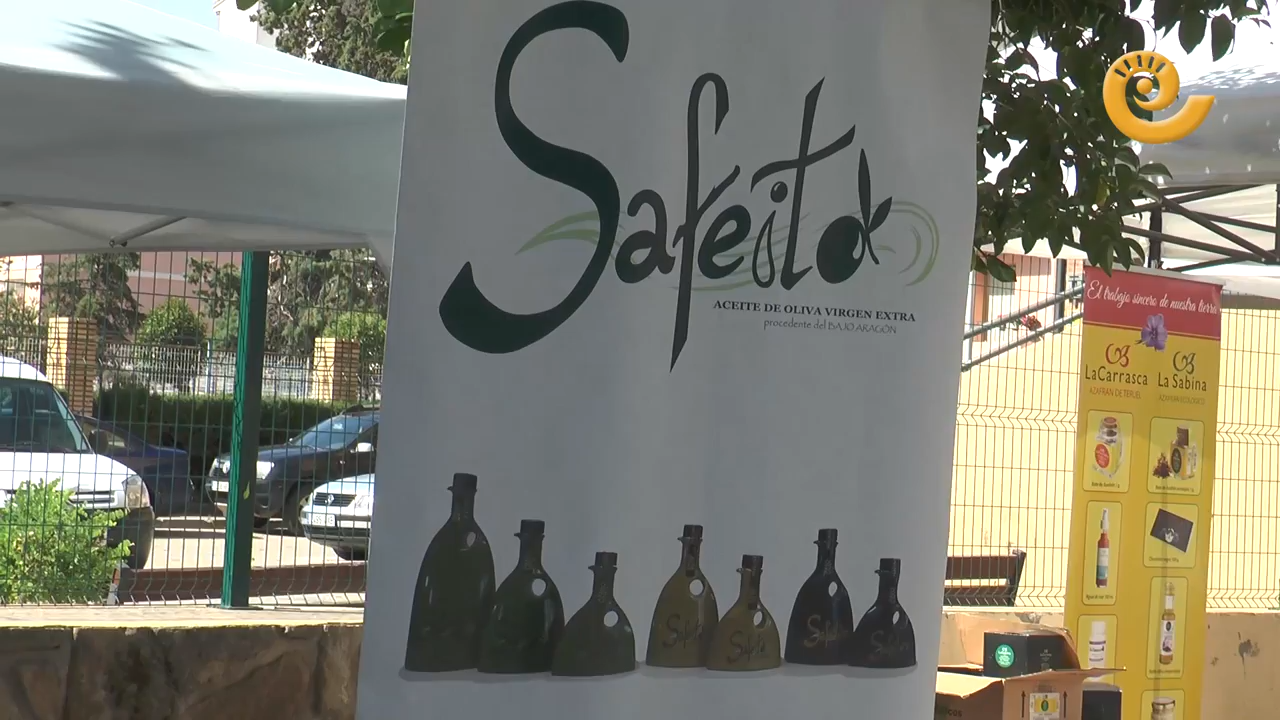 Safeitok
ACEITE DE OLIVA VIRGEN EXTRA
procedente del BAJO ARAGÓN
El trabajo sincero de nuestra tierra
LaCarrasca
AZAFRÁN DE TERUEL
La Sabina
AZAFRÁN ECOLÓGICO